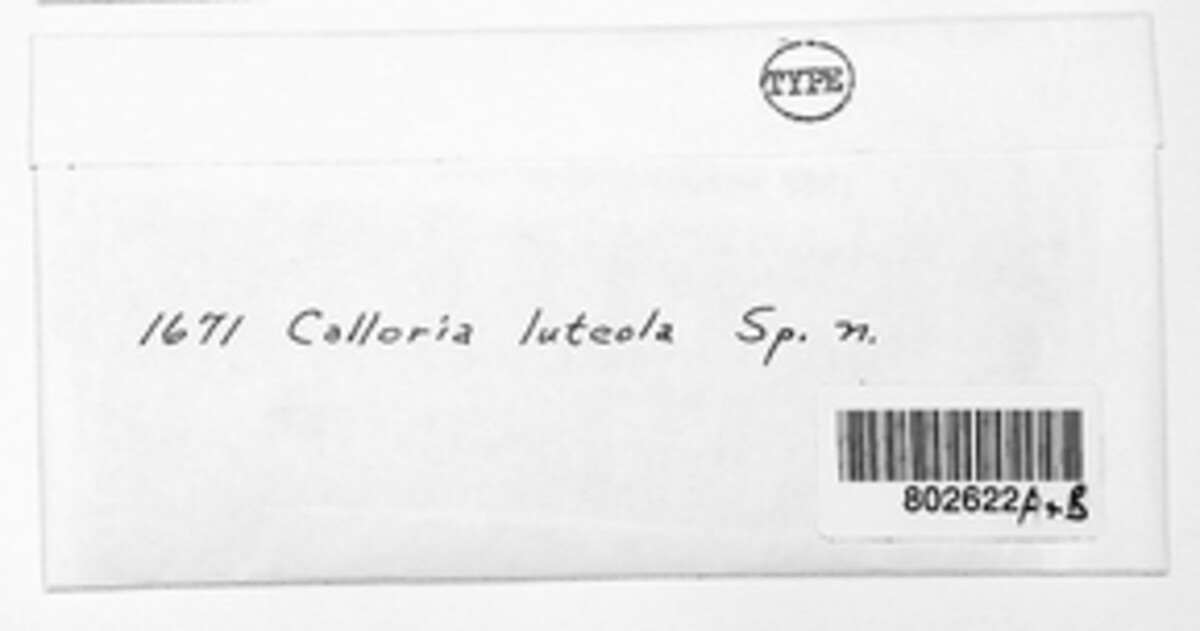 TYPE
1671 Calloria luteola Sp. n.
802622A+B